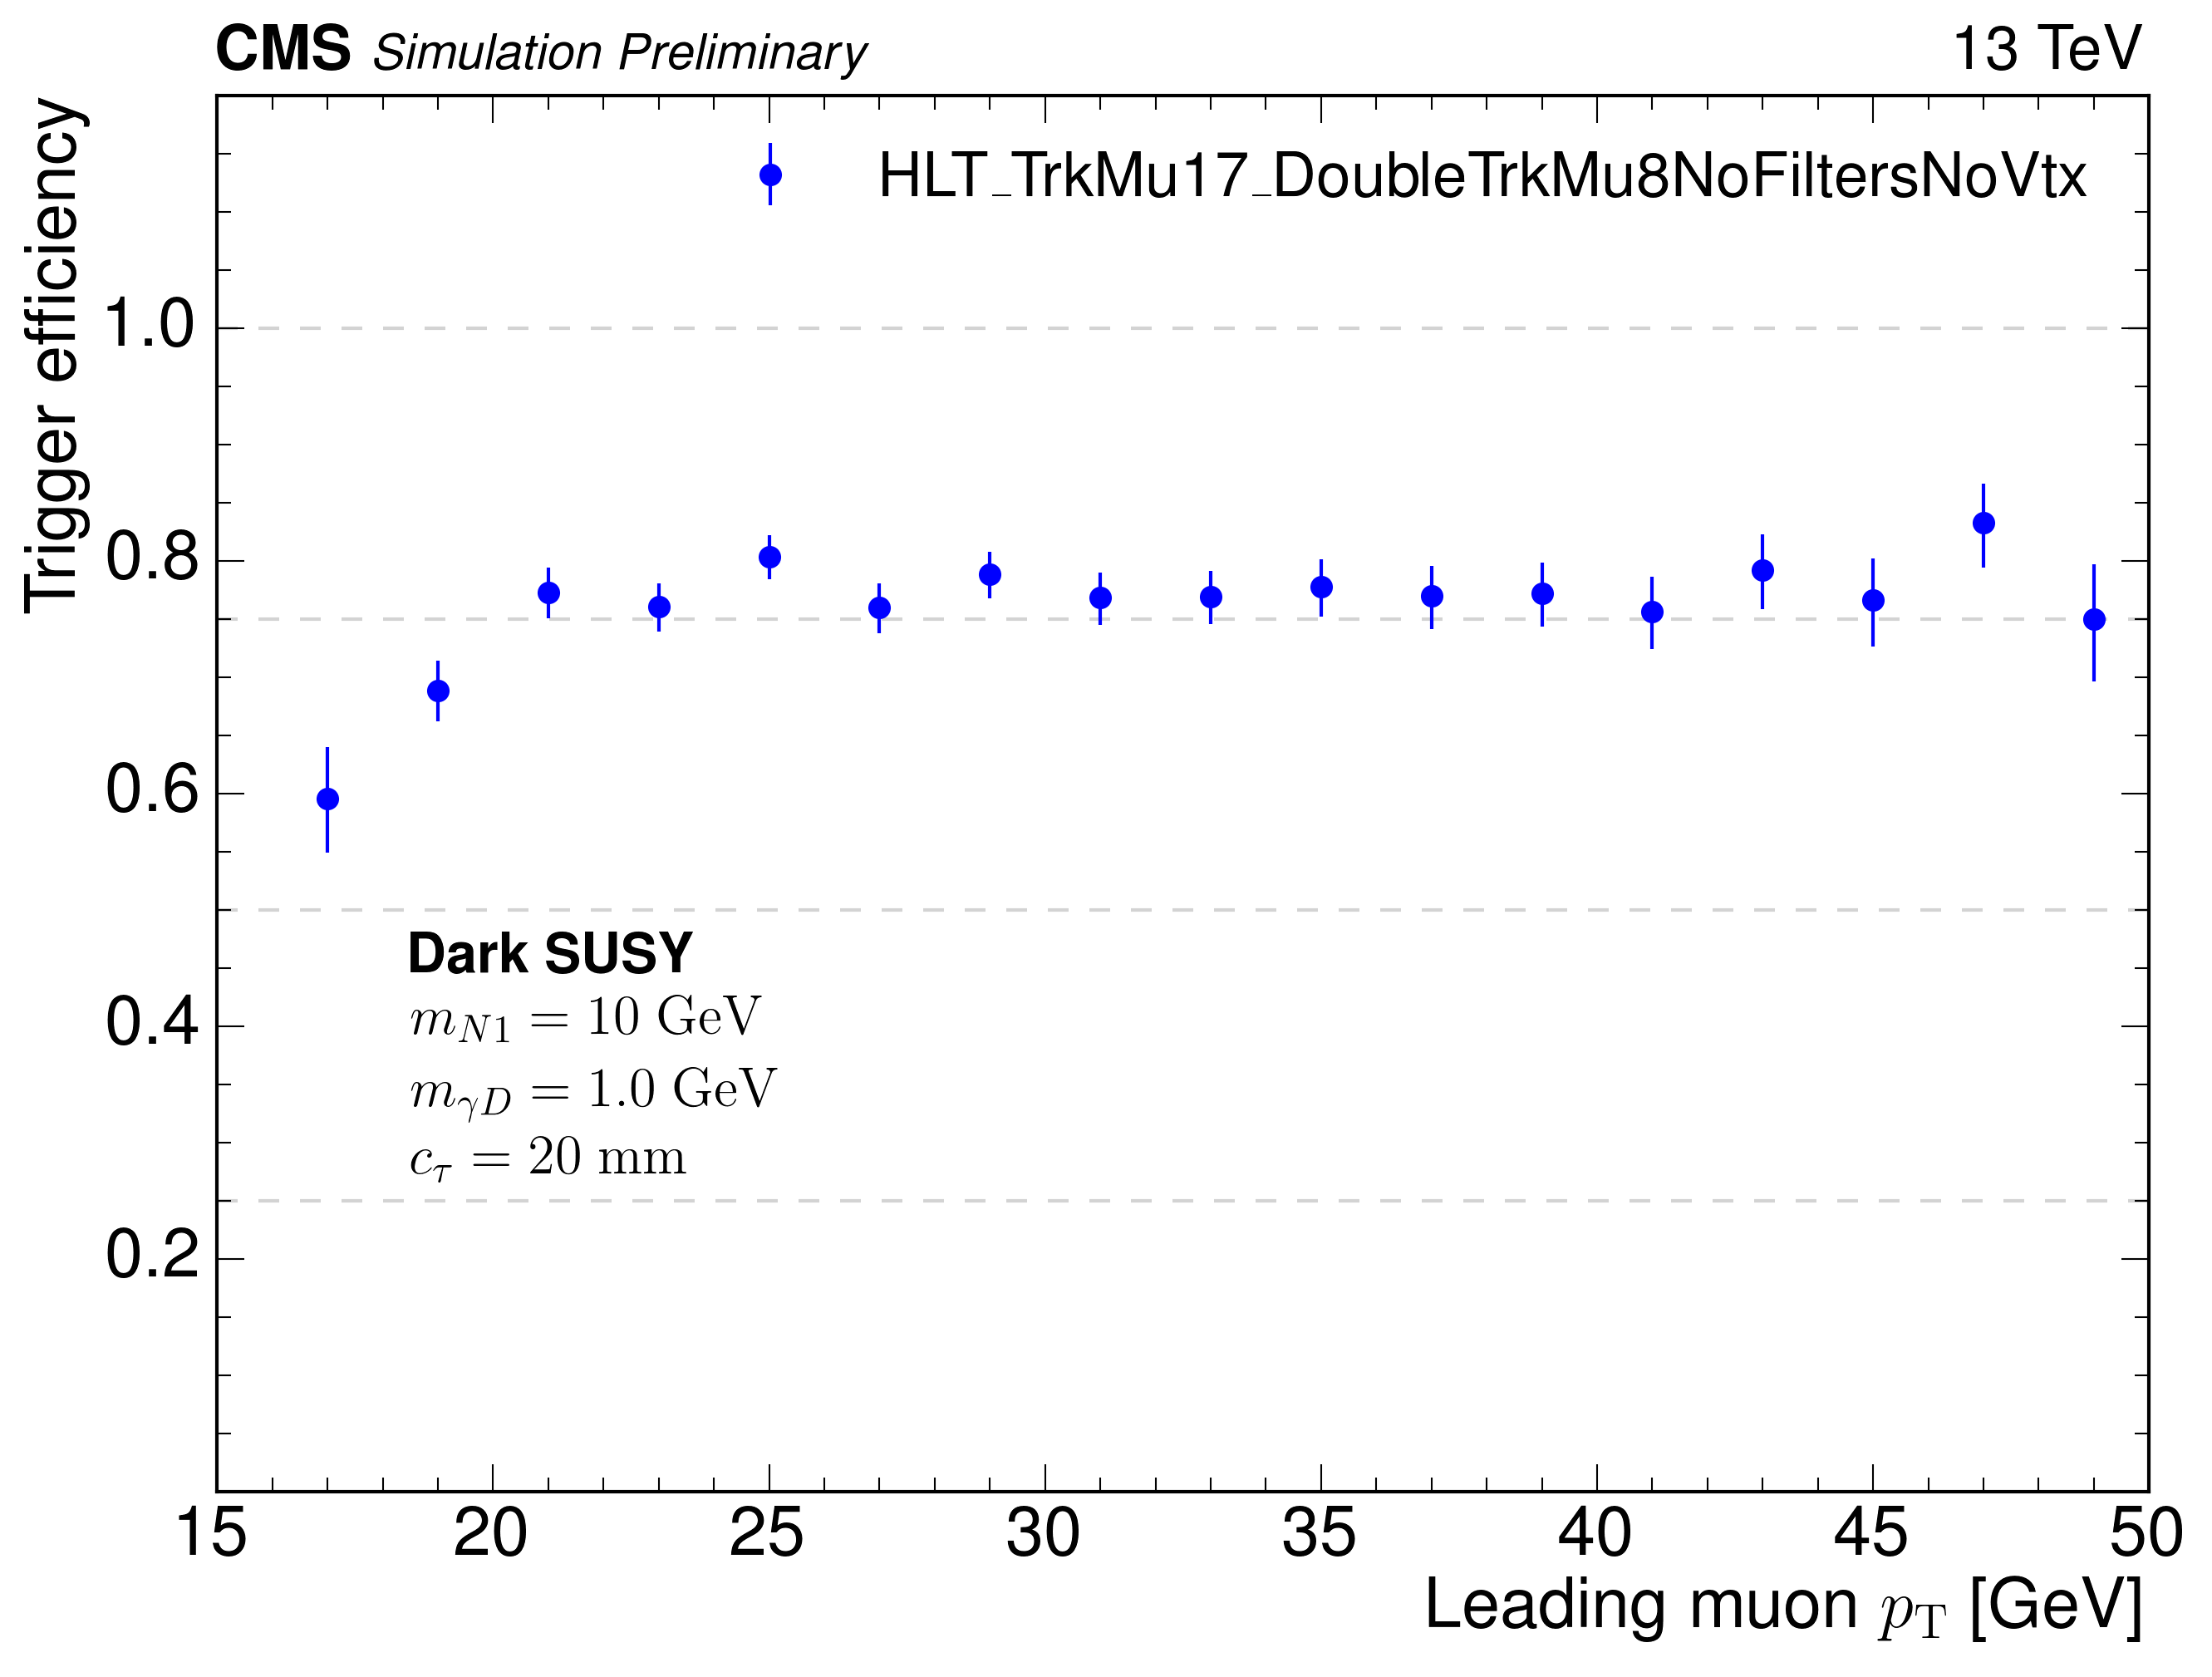 CMS Simulation Preliminary 13 TeV
Trigger efficiency
HLT_TrkMu17_DoubleTrkMu8NoFiltersNoVtx
1.0
0.8
0.6
0.4
0.2
Dark SUSY
m_{N1} = 10 GeV
m_{γD} = 1.0 GeV
c_τ = 20 mm
15 20 25 30 35 40 45 50
Leading muon p_T [GeV]